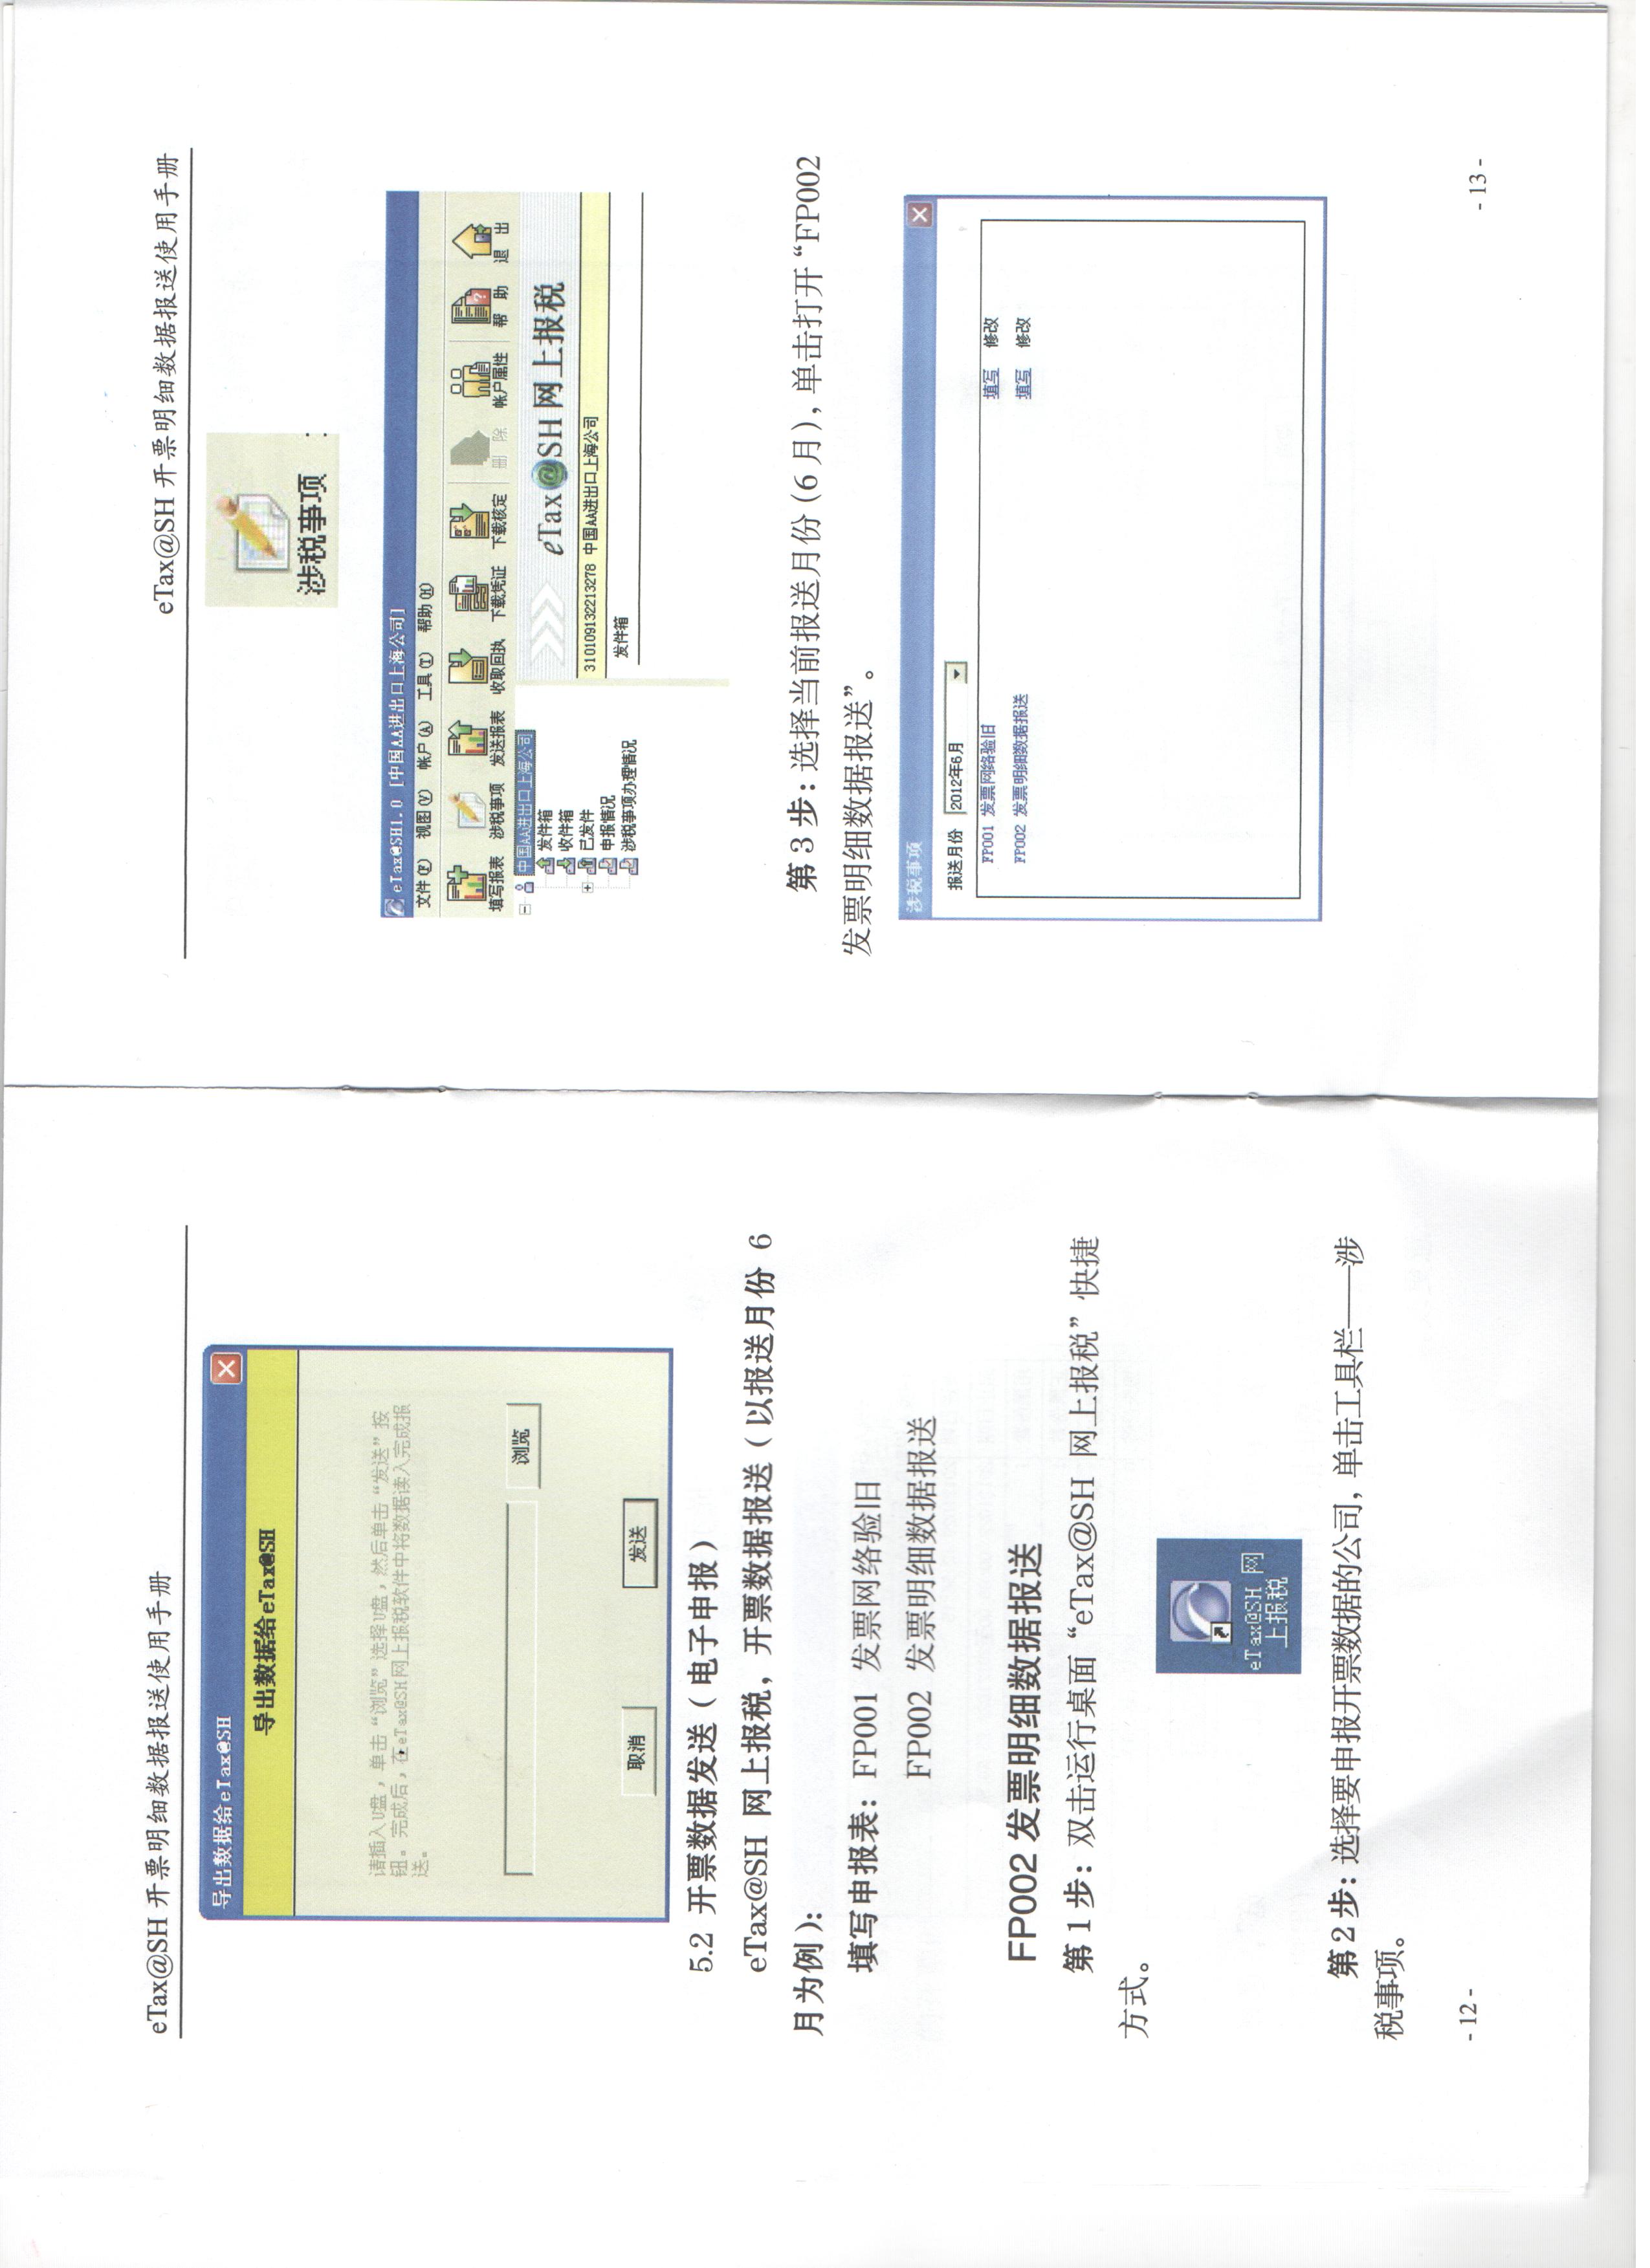 eTax@SH 开票明细数据报送使用手册
导出数据给eTax@SH
导出数据给eTax@SH
请插入U盘，单击“浏览”选择U盘，然后单击“发送”按
钮。完成后，在eTax@SH网上报税软件中将数据读入完成报
送。
浏览
取消 发送
5.2 开票数据发送（电子申报）
eTax@SH 网上报税，开票数据报送（以报送月份 6
月为例）：
填写申报表：FP001 发票网络验旧
FP002 发票明细数据报送
FP002 发票明细数据报送
第 1 步：双击运行桌面“eTax@SH 网上报税”快捷
方式。
eTax@SH 网
上报税
第 2 步：选择要申报开票数据的公司，单击工具栏——涉
税事项。
- 12 -
eTax@SH 开票明细数据报送使用手册
涉税事项：
eTax@SH1.0 [中国AA进出口上海公司]
文件(F) 视图(V) 帐户(A) 工具(T) 帮助(H)
填写报表 涉税事项 发送报表 收取回执 下载凭证 下载核定 删 除 帐户属性 帮 助 退 出
中国AA进出口上海公司
发件箱
收件箱
已发件
申报情况
涉税事项办理情况
eTax@SH 网上报税
310109132213278 中国AA进出口上海公司
发件箱
第 3 步：选择当前报送月份（6 月），单击打开“FP002
发票明细数据报送”。
涉税事项
报送月份 2012年6月
FP001 发票网络验旧 填写 修改
FP002 发票明细数据报送 填写 修改
- 13 -